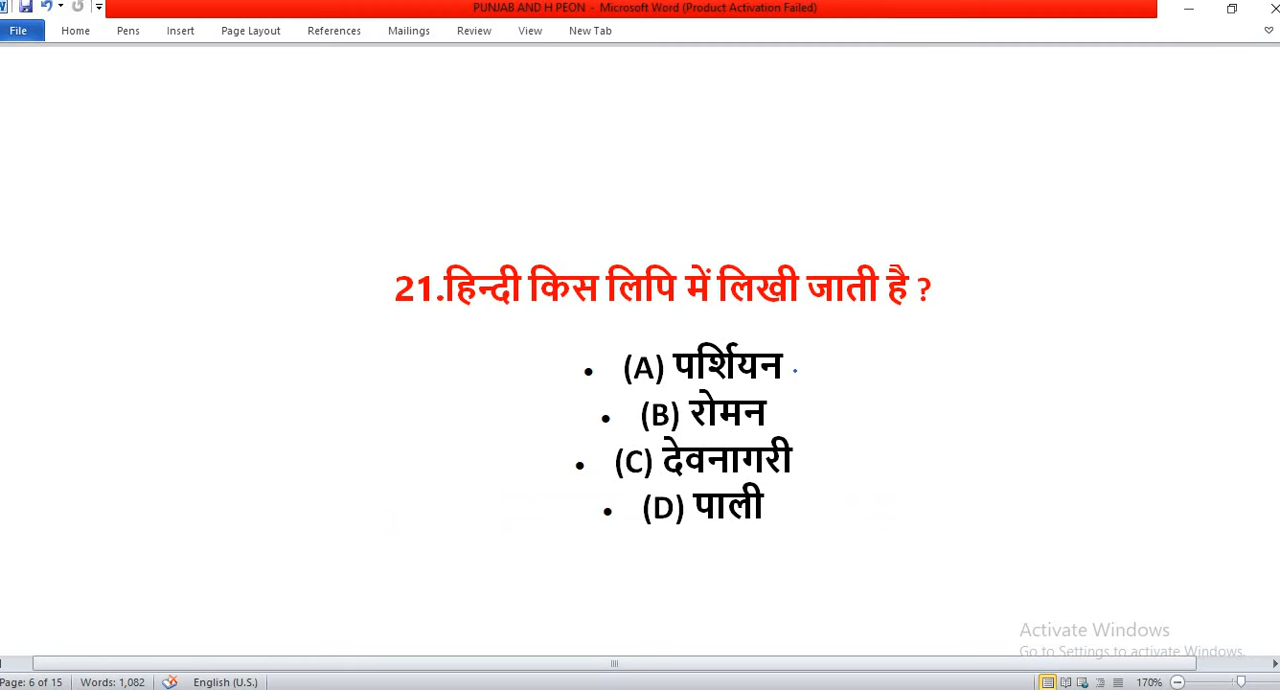 PUNJAB AND H PEON - Microsoft Word (Product Activation Failed)
File Home Pens Insert Page Layout References Mailings Review View New Tab
21.हिन्दी किस लिपि में लिखी जाती है ?
• (A) पर्शियन
• (B) रोमन
• (C) देवनागरी
• (D) पाली
Activate Windows
Go to Settings to activate Windows.
Page: 6 of 15 Words: 1,082 English (U.S.) 170%